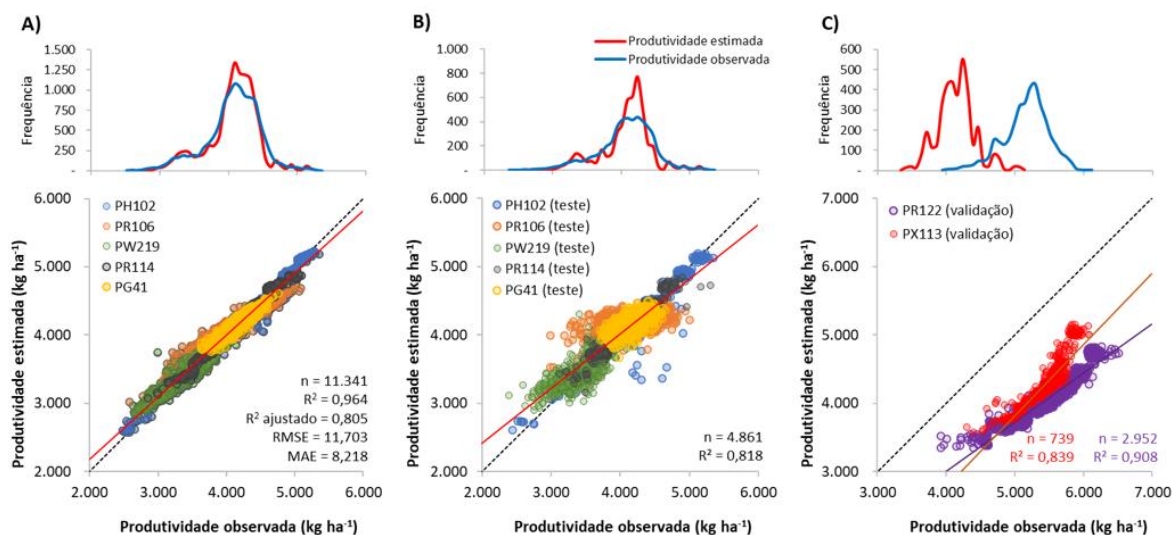 A)
1.500
1.250
1.000
750
500
250
-
Frequência
6.000
5.000
4.000
3.000
2.000
Produtividade estimada (kg ha⁻¹)
PH102
PR106
PW219
PR114
PG41
n = 11.341
R² = 0,964
R² ajustado = 0,805
RMSE = 11,703
MAE = 8,218
2.000 3.000 4.000 5.000 6.000
Produtividade observada (kg ha⁻¹)
B)
1.000
800
600
400
200
-
Frequência
Produtividade estimada
Produtividade observada
6.000
5.000
4.000
3.000
2.000
Produtividade estimada (kg ha⁻¹)
PH102 (teste)
PR106 (teste)
PW219 (teste)
PR114 (teste)
PG41 (teste)
n = 4.861
R² = 0,818
2.000 3.000 4.000 5.000 6.000
Produtividade observada (kg ha⁻¹)
C)
600
500
400
300
200
100
-
Frequência
7.000
6.000
5.000
4.000
3.000
Produtividade estimada (kg ha⁻¹)
PR122 (validação)
PX113 (validação)
n = 739 n = 2.952
R² = 0,839 R² = 0,908
3.000 4.000 5.000 6.000 7.000
Produtividade observada (kg ha⁻¹)